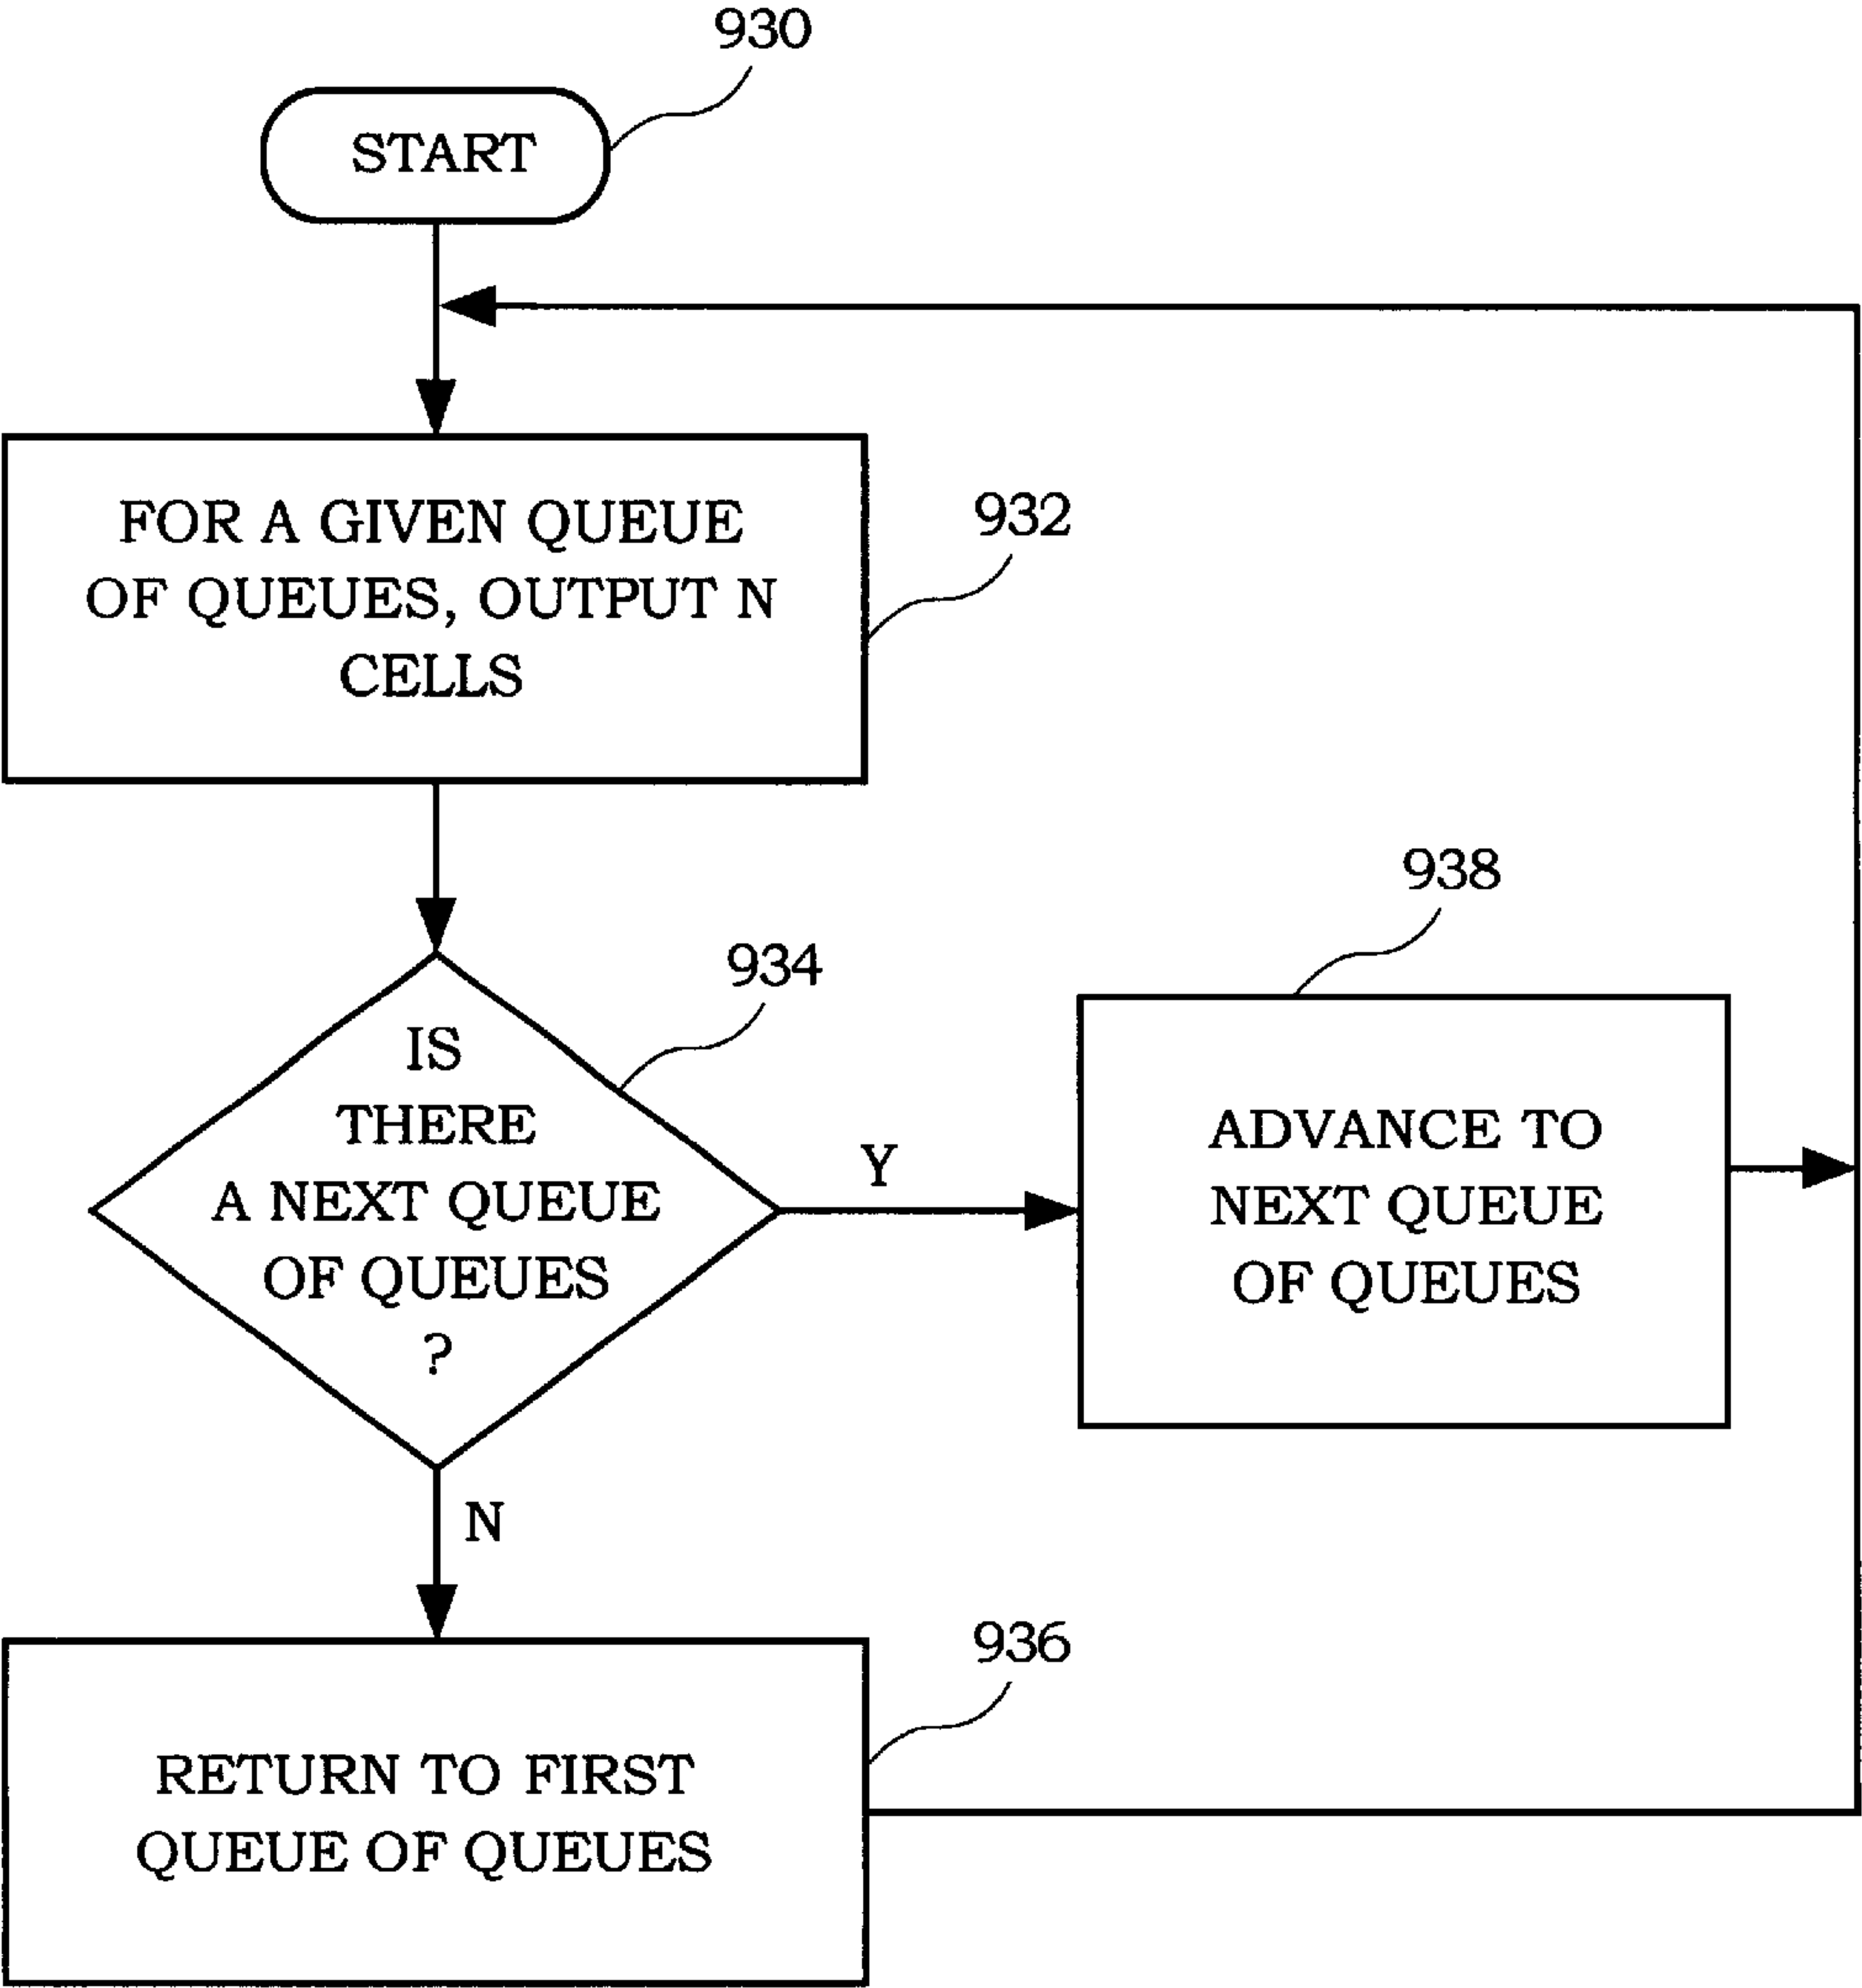 930
START
FOR A GIVEN QUEUE
OF QUEUES, OUTPUT N
CELLS
932
934
IS
THERE
A NEXT QUEUE
OF QUEUES
?
Y
938
ADVANCE TO
NEXT QUEUE
OF QUEUES
N
936
RETURN TO FIRST
QUEUE OF QUEUES